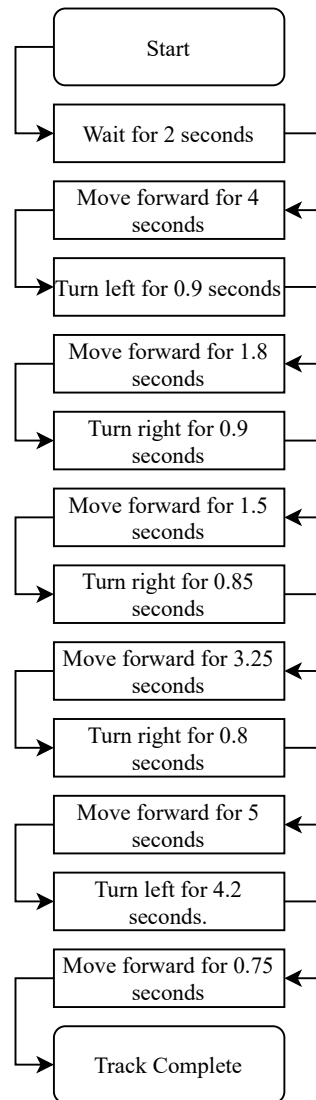 Start
Wait for 2 seconds
Move forward for 4
seconds
Turn left for 0.9 seconds
Move forward for 1.8
seconds
Turn right for 0.9
seconds
Move forward for 1.5
seconds
Turn right for 0.85
seconds
Move forward for 3.25
seconds
Turn right for 0.8
seconds
Move forward for 5
seconds
Turn left for 4.2
seconds.
Move forward for 0.75
seconds
Track Complete